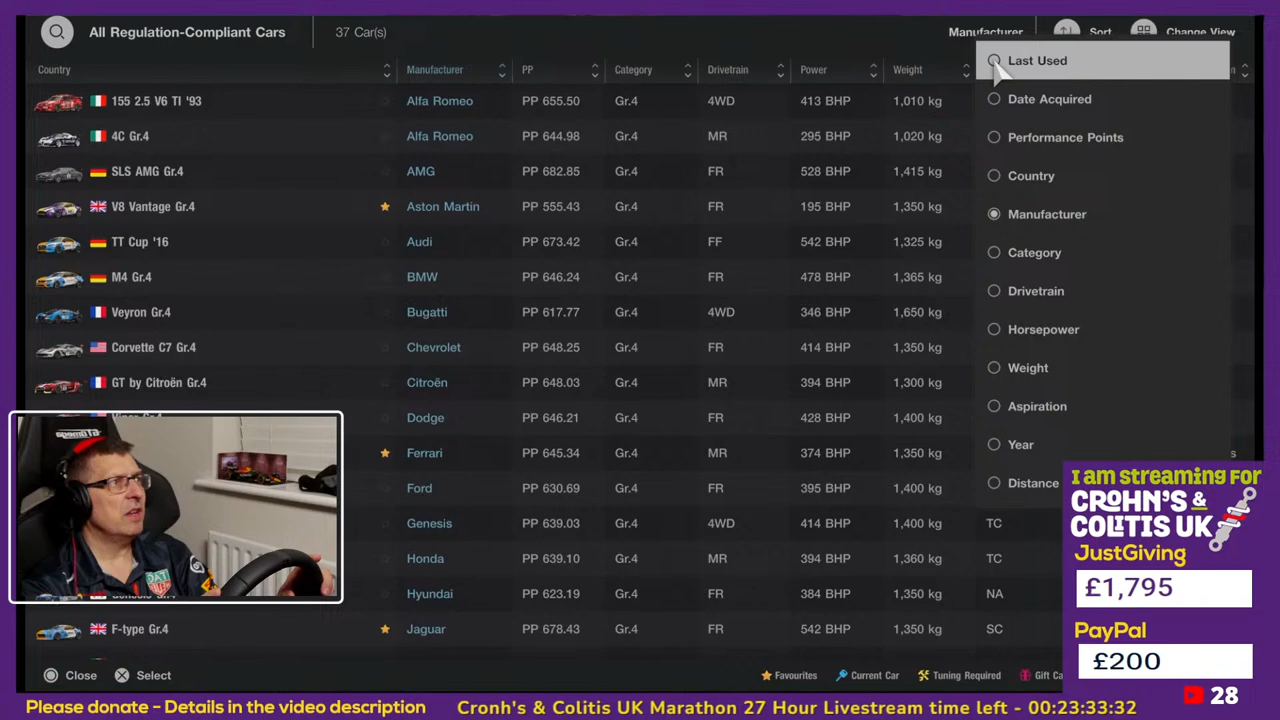 All Regulation-Compliant Cars 37 Car(s) Manufacturer Sort Change View
Country Manufacturer PP Category Drivetrain Power Weight
155 2.5 V6 TI '93 Alfa Romeo PP 655.50 Gr.4 4WD 413 BHP 1,010 kg
4C Gr.4 Alfa Romeo PP 644.98 Gr.4 MR 295 BHP 1,020 kg
SLS AMG Gr.4 AMG PP 682.85 Gr.4 FR 528 BHP 1,415 kg
V8 Vantage Gr.4 Aston Martin PP 555.43 Gr.4 FR 195 BHP 1,350 kg
TT Cup '16 Audi PP 673.42 Gr.4 FF 542 BHP 1,325 kg
M4 Gr.4 BMW PP 646.24 Gr.4 FR 478 BHP 1,365 kg
Veyron Gr.4 Bugatti PP 617.77 Gr.4 4WD 346 BHP 1,650 kg
Corvette C7 Gr.4 Chevrolet PP 648.25 Gr.4 FR 414 BHP 1,350 kg
GT by Citroën Gr.4 Citroën PP 648.03 Gr.4 MR 394 BHP 1,300 kg
Dodge PP 646.21 Gr.4 FR 428 BHP 1,400 kg
Ferrari PP 645.34 Gr.4 MR 374 BHP 1,350 kg
Ford PP 630.69 Gr.4 FR 395 BHP 1,400 kg
Genesis PP 639.03 Gr.4 4WD 414 BHP 1,400 kg TC
Honda PP 639.10 Gr.4 MR 394 BHP 1,360 kg TC
Hyundai PP 623.19 Gr.4 FR 384 BHP 1,350 kg NA
F-type Gr.4 Jaguar PP 678.43 Gr.4 FR 542 BHP 1,350 kg SC
Last Used
Date Acquired
Performance Points
Country
Manufacturer
Category
Drivetrain
Horsepower
Weight
Aspiration
Year
Distance
Close Select Favourites Current Car Tuning Required Gift Ca
GT Omega
I am streaming for
CROHN'S &
COLITIS UK
JustGiving
£1,795
PayPal
£200
28
Please donate - Details in the video description Cronh's & Colitis UK Marathon 27 Hour Livestream time left - 00:23:33:32